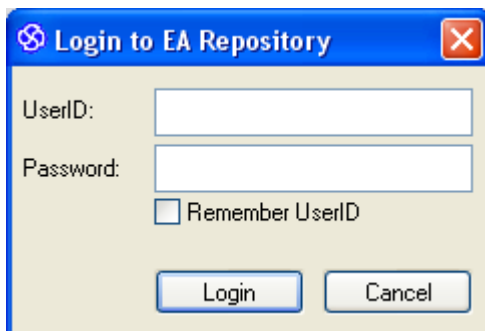 Login to EA Repository
UserID:
Password:
Remember UserID
Login Cancel